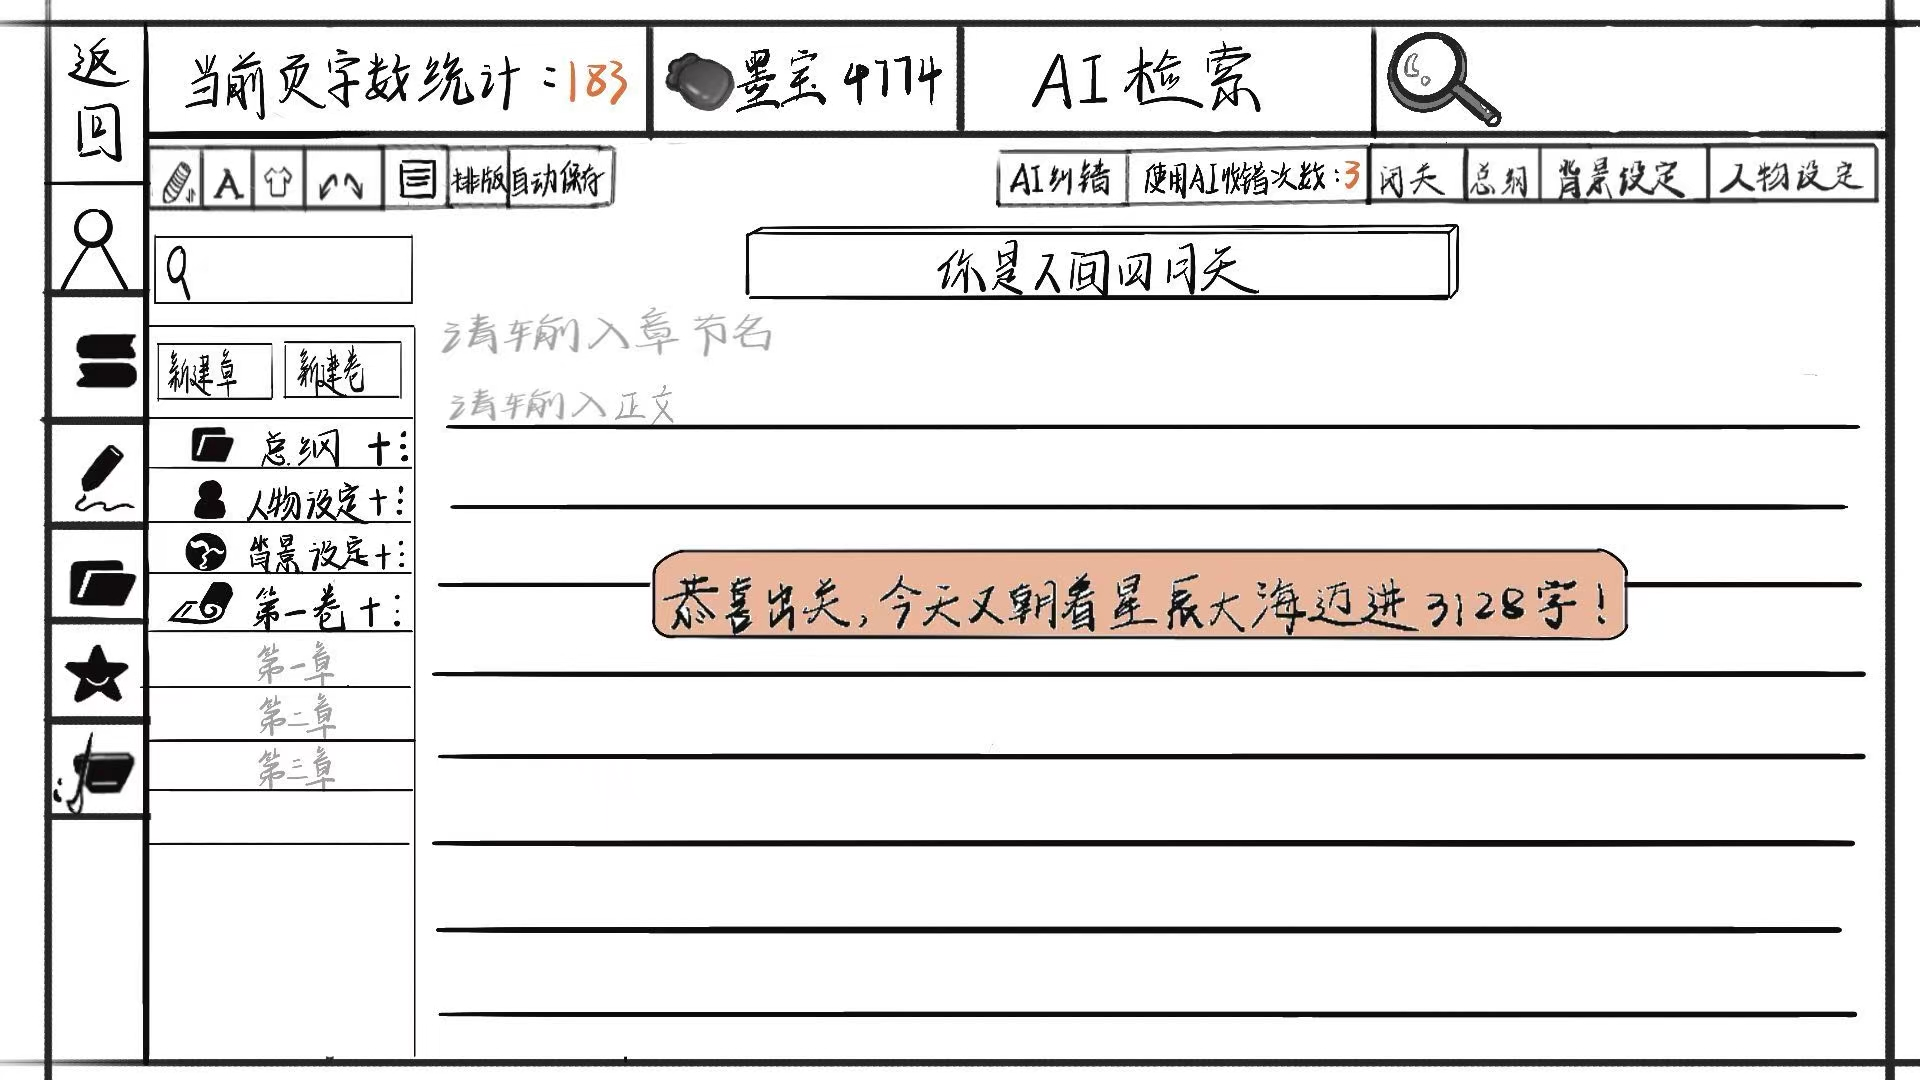 返回
当前页字数统计:183
墨宝 4774
AI 检索
A
排版
自动保存
AI纠错
使用AI纠错次数:3
闭关
总纲
背景设定
人物设定
你是人间四月天
请输入章节名
新建章
新建卷
请输入正文
总纲 +
人物设定 +
背景设定 +
第一卷 +
第一章
第二章
第三章
恭喜出关,今天又朝着星辰大海迈进3128字!